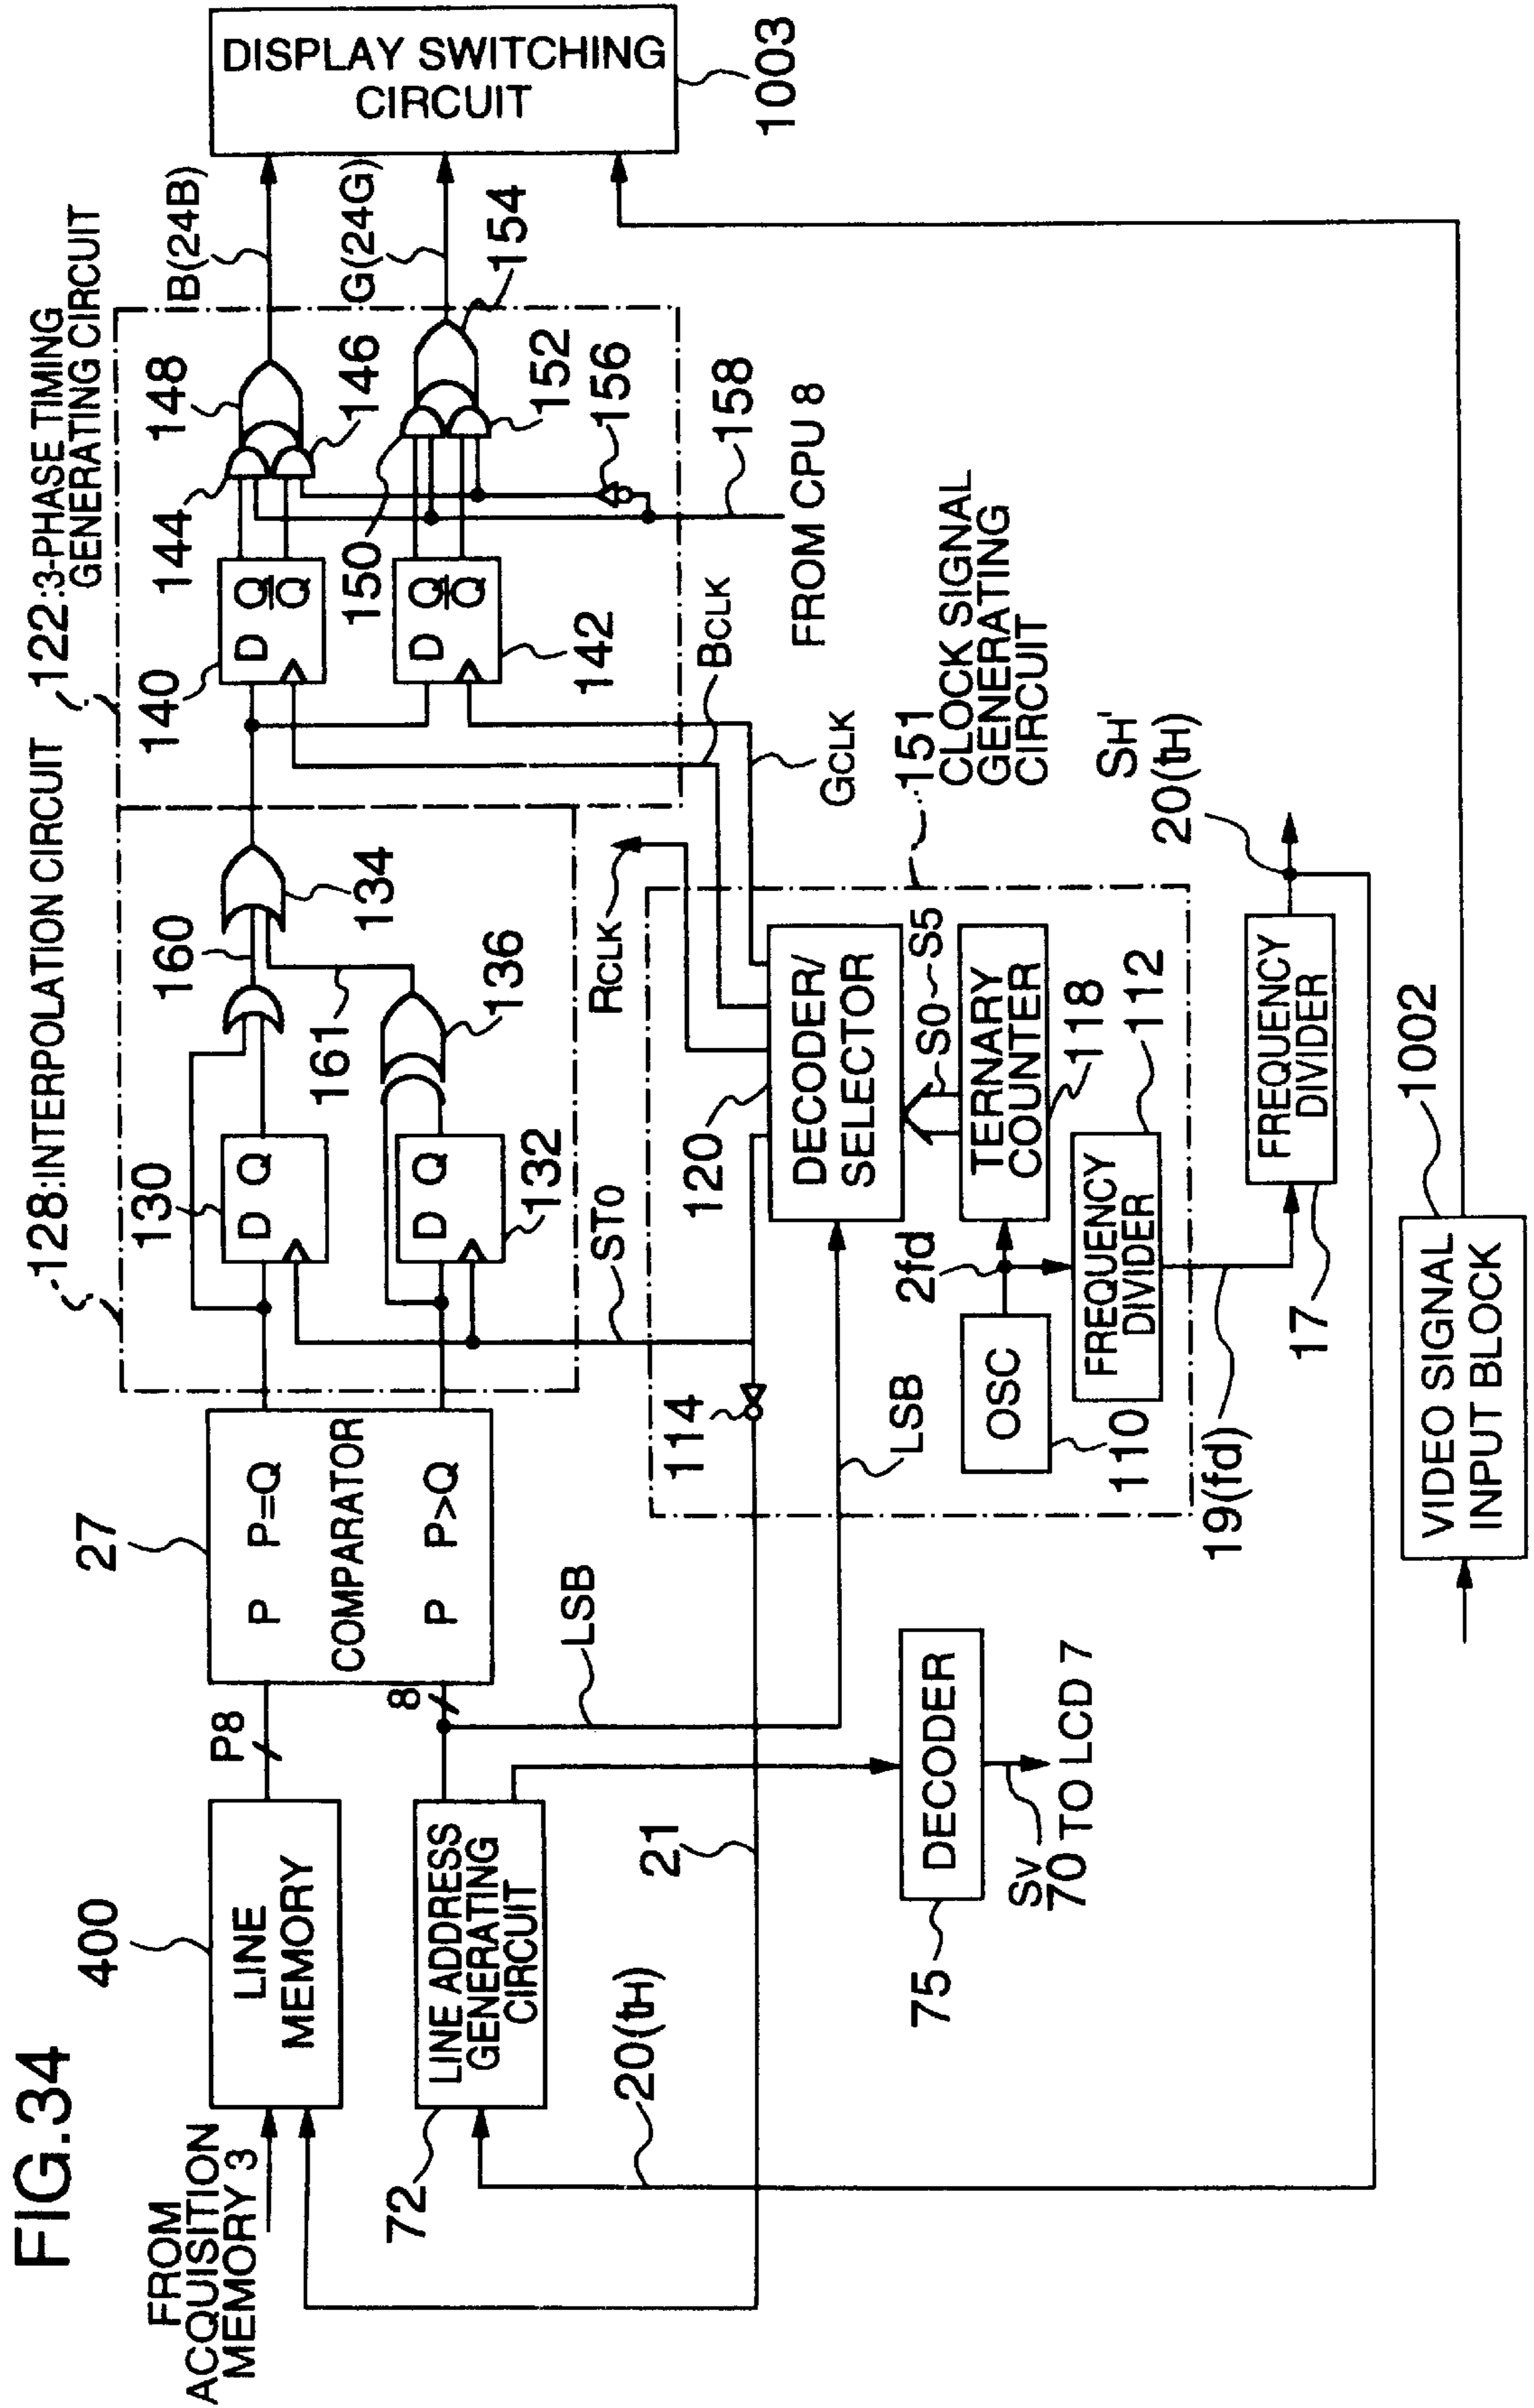 FIG.34
FROM
ACQUISITION
MEMORY 3
400
LINE
MEMORY
P8
72
LINE ADDRESS
GENERATING
CIRCUIT
8
LSB
20(tH)
21
75
DECODER
SV
70 TO LCD 7
27
P P=Q
COMPARATOR
P P>Q
128:INTERPOLATION CIRCUIT
130
D Q
132
D Q
160
161
134
136
ST0
122:3-PHASE TIMING
GENERATING CIRCUIT
140
D Q
Q
142
D Q
Q
144
146
148
150
152
154
156
158
FROM CPU 8
B(24B)
G(24G)
DISPLAY SWITCHING
CIRCUIT
1003
RCLK
BCLK
GCLK
151
CLOCK SIGNAL
GENERATING
CIRCUIT
114
LSB
120
DECODER/
SELECTOR
S0~S5
TERNARY
COUNTER
118
2fd
OSC
110
FREQUENCY
DIVIDER
112
19(fd)
17
FREQUENCY
DIVIDER
SH'
20(tH)
1002
VIDEO SIGNAL
INPUT BLOCK